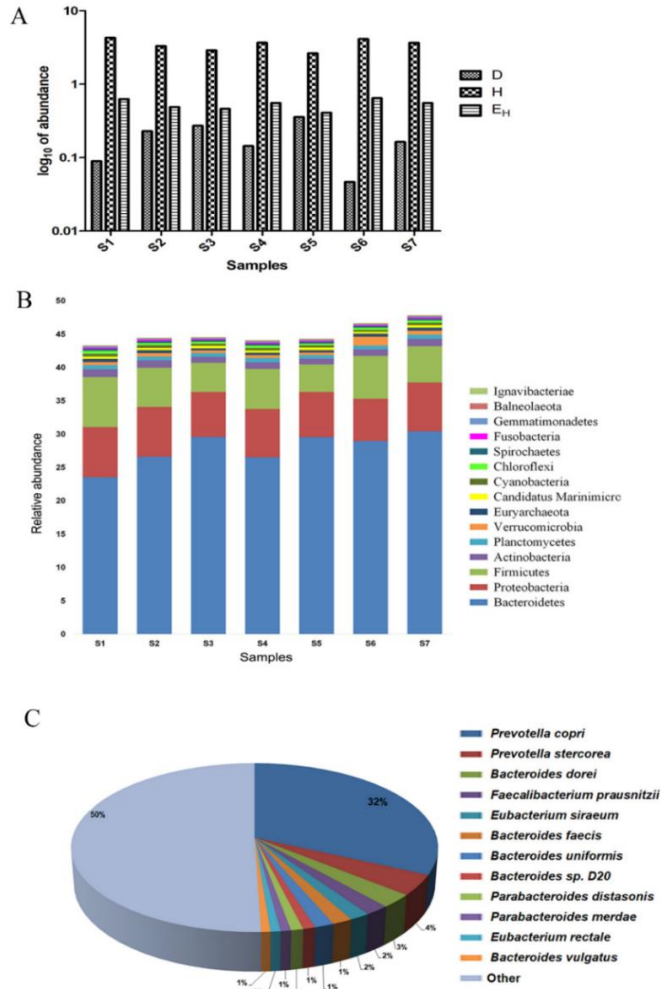 A
10
1
0.1
0.01
log10 of abundance
S1 S2 S3 S4 S5 S6 S7
Samples
D
H
EH
B
50
45
40
35
30
25
20
15
10
5
0
Relative abundance
S1 S2 S3 S4 S5 S6 S7
Samples
Ignavibacteriae
Balneolaeota
Gemmatimonadetes
Fusobacteria
Spirochaetes
Chloroflexi
Cyanobacteria
Candidatus Marinimicro
Euryarchaeota
Verrucomicrobia
Planctomycetes
Actinobacteria
Firmicutes
Proteobacteria
Bacteroidetes
C
50%
32%
4%
3%
2%
2%
1%
1%
1%
1%
Prevotella copri
Prevotella stercorea
Bacteroides dorei
Faecalibacterium prausnitzii
Eubacterium siraeum
Bacteroides faecis
Bacteroides uniformis
Bacteroides sp. D20
Parabacteroides distasonis
Parabacteroides merdae
Eubacterium rectale
Bacteroides vulgatus
Other